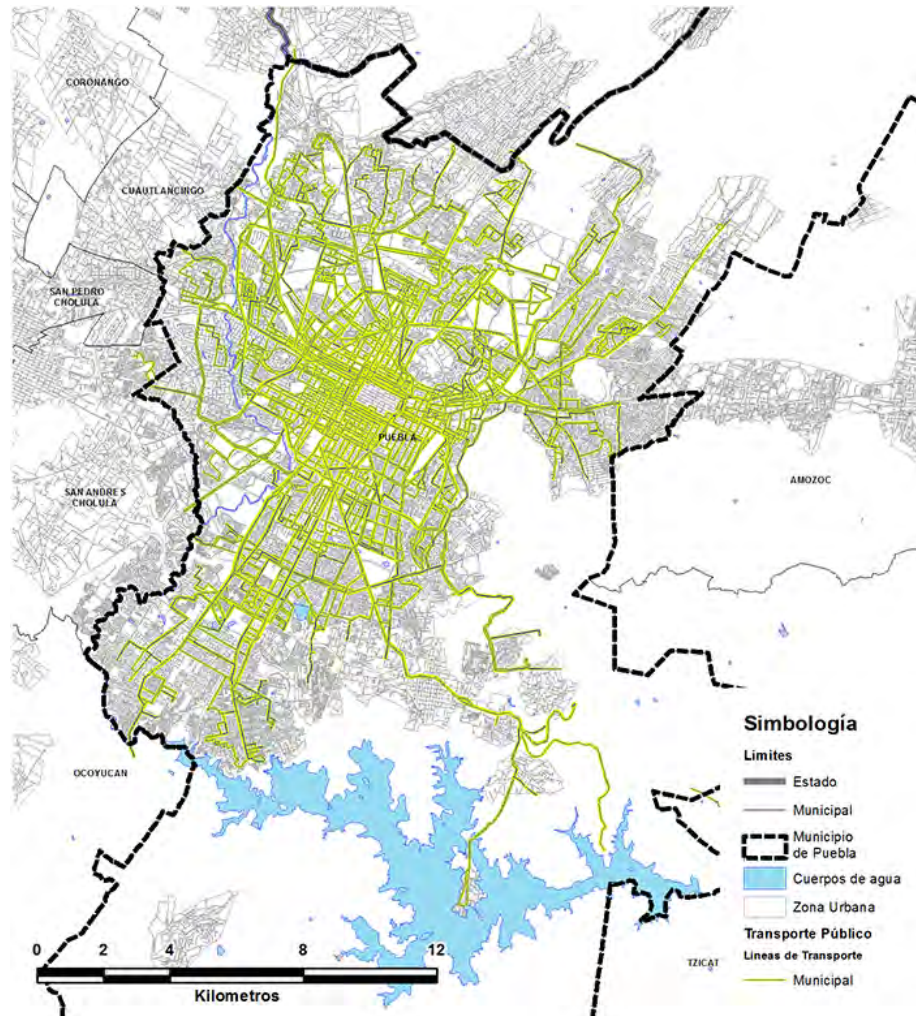 CORONANGO
CUAUTLANCINGO
SAN PEDRO
CHOLULA
PUEBLA
SAN ANDRES
CHOLULA
AMOZOC
OCOYUCAN
TZICAT
0 2 4 8 12
Kilometros
Simbología
Limites
Estado
Municipal
Municipio
de Puebla
Cuerpos de agua
Zona Urbana
Transporte Público
Lineas de Transporte
Municipal